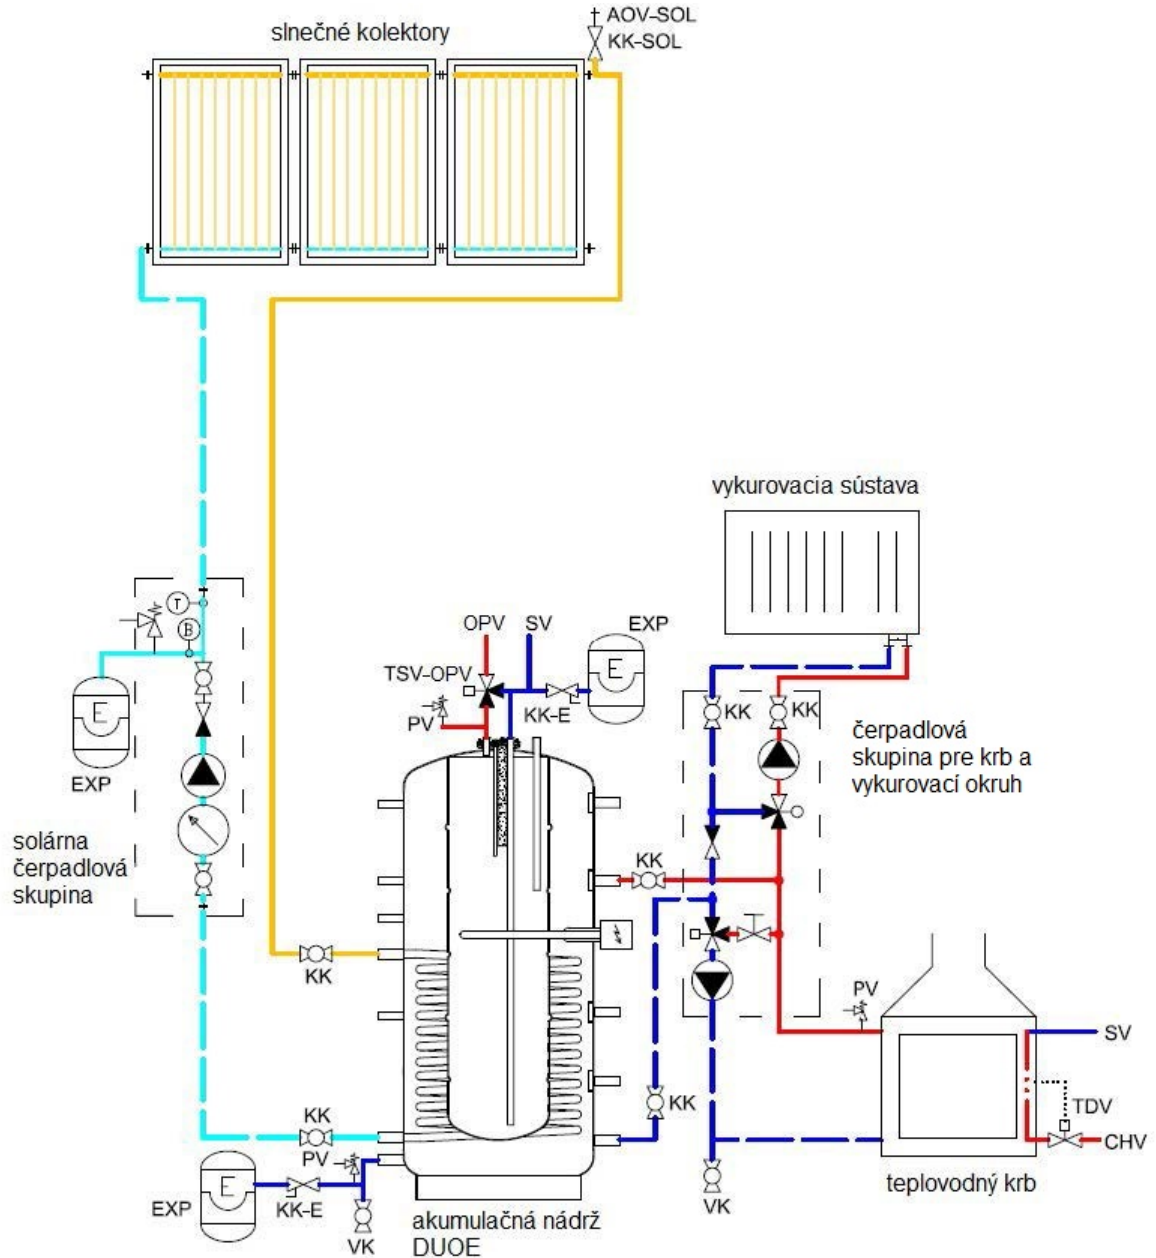 slnečné kolektory
AOV-SOL
KK-SOL
vykurovacia sústava
T
B
E
EXP
OPV
SV
EXP
E
TSV-OPV
PV
KK-E
KK
KK
čerpadlová
skupina pre krb a
vykurovací okruh
solárna
čerpadlová
skupina
KK
KK
PV
SV
KK
TDV
CHV
KK
PV
E
EXP
KK-E
VK
akumulačná nádrž
DUOE
VK
teplovodný krb